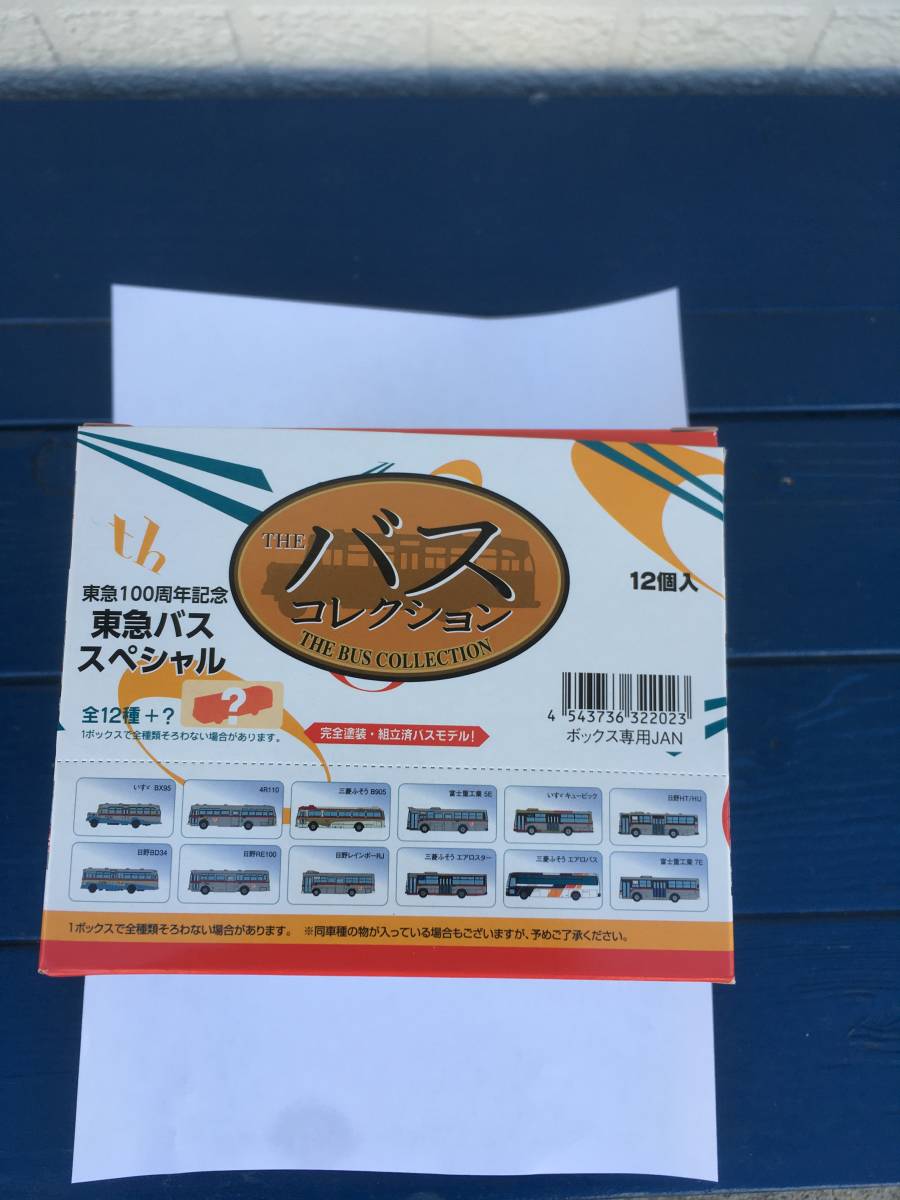 th
東急100周年記念
東急バス
スペシャル
全12種+?
1ボックスで全種類そろわない場合があります。
?
THE
バス
コレクション
THE BUS COLLECTION
完全塗装・組立済バスモデル!
12個入
4 543736 322023
ボックス専用JAN
いすゞ BX95
4R110
三菱ふそう B905
富士重工業 5E
いすゞ キュービック
日野HT/HU
日野BD34
日野RE100
日野レインボーRJ
三菱ふそう エアロスター
三菱ふそう エアロバス
富士重工業 7E
1ボックスで全種類そろわない場合があります。 ※同車種の物が入っている場合もございますが、予めご了承ください。